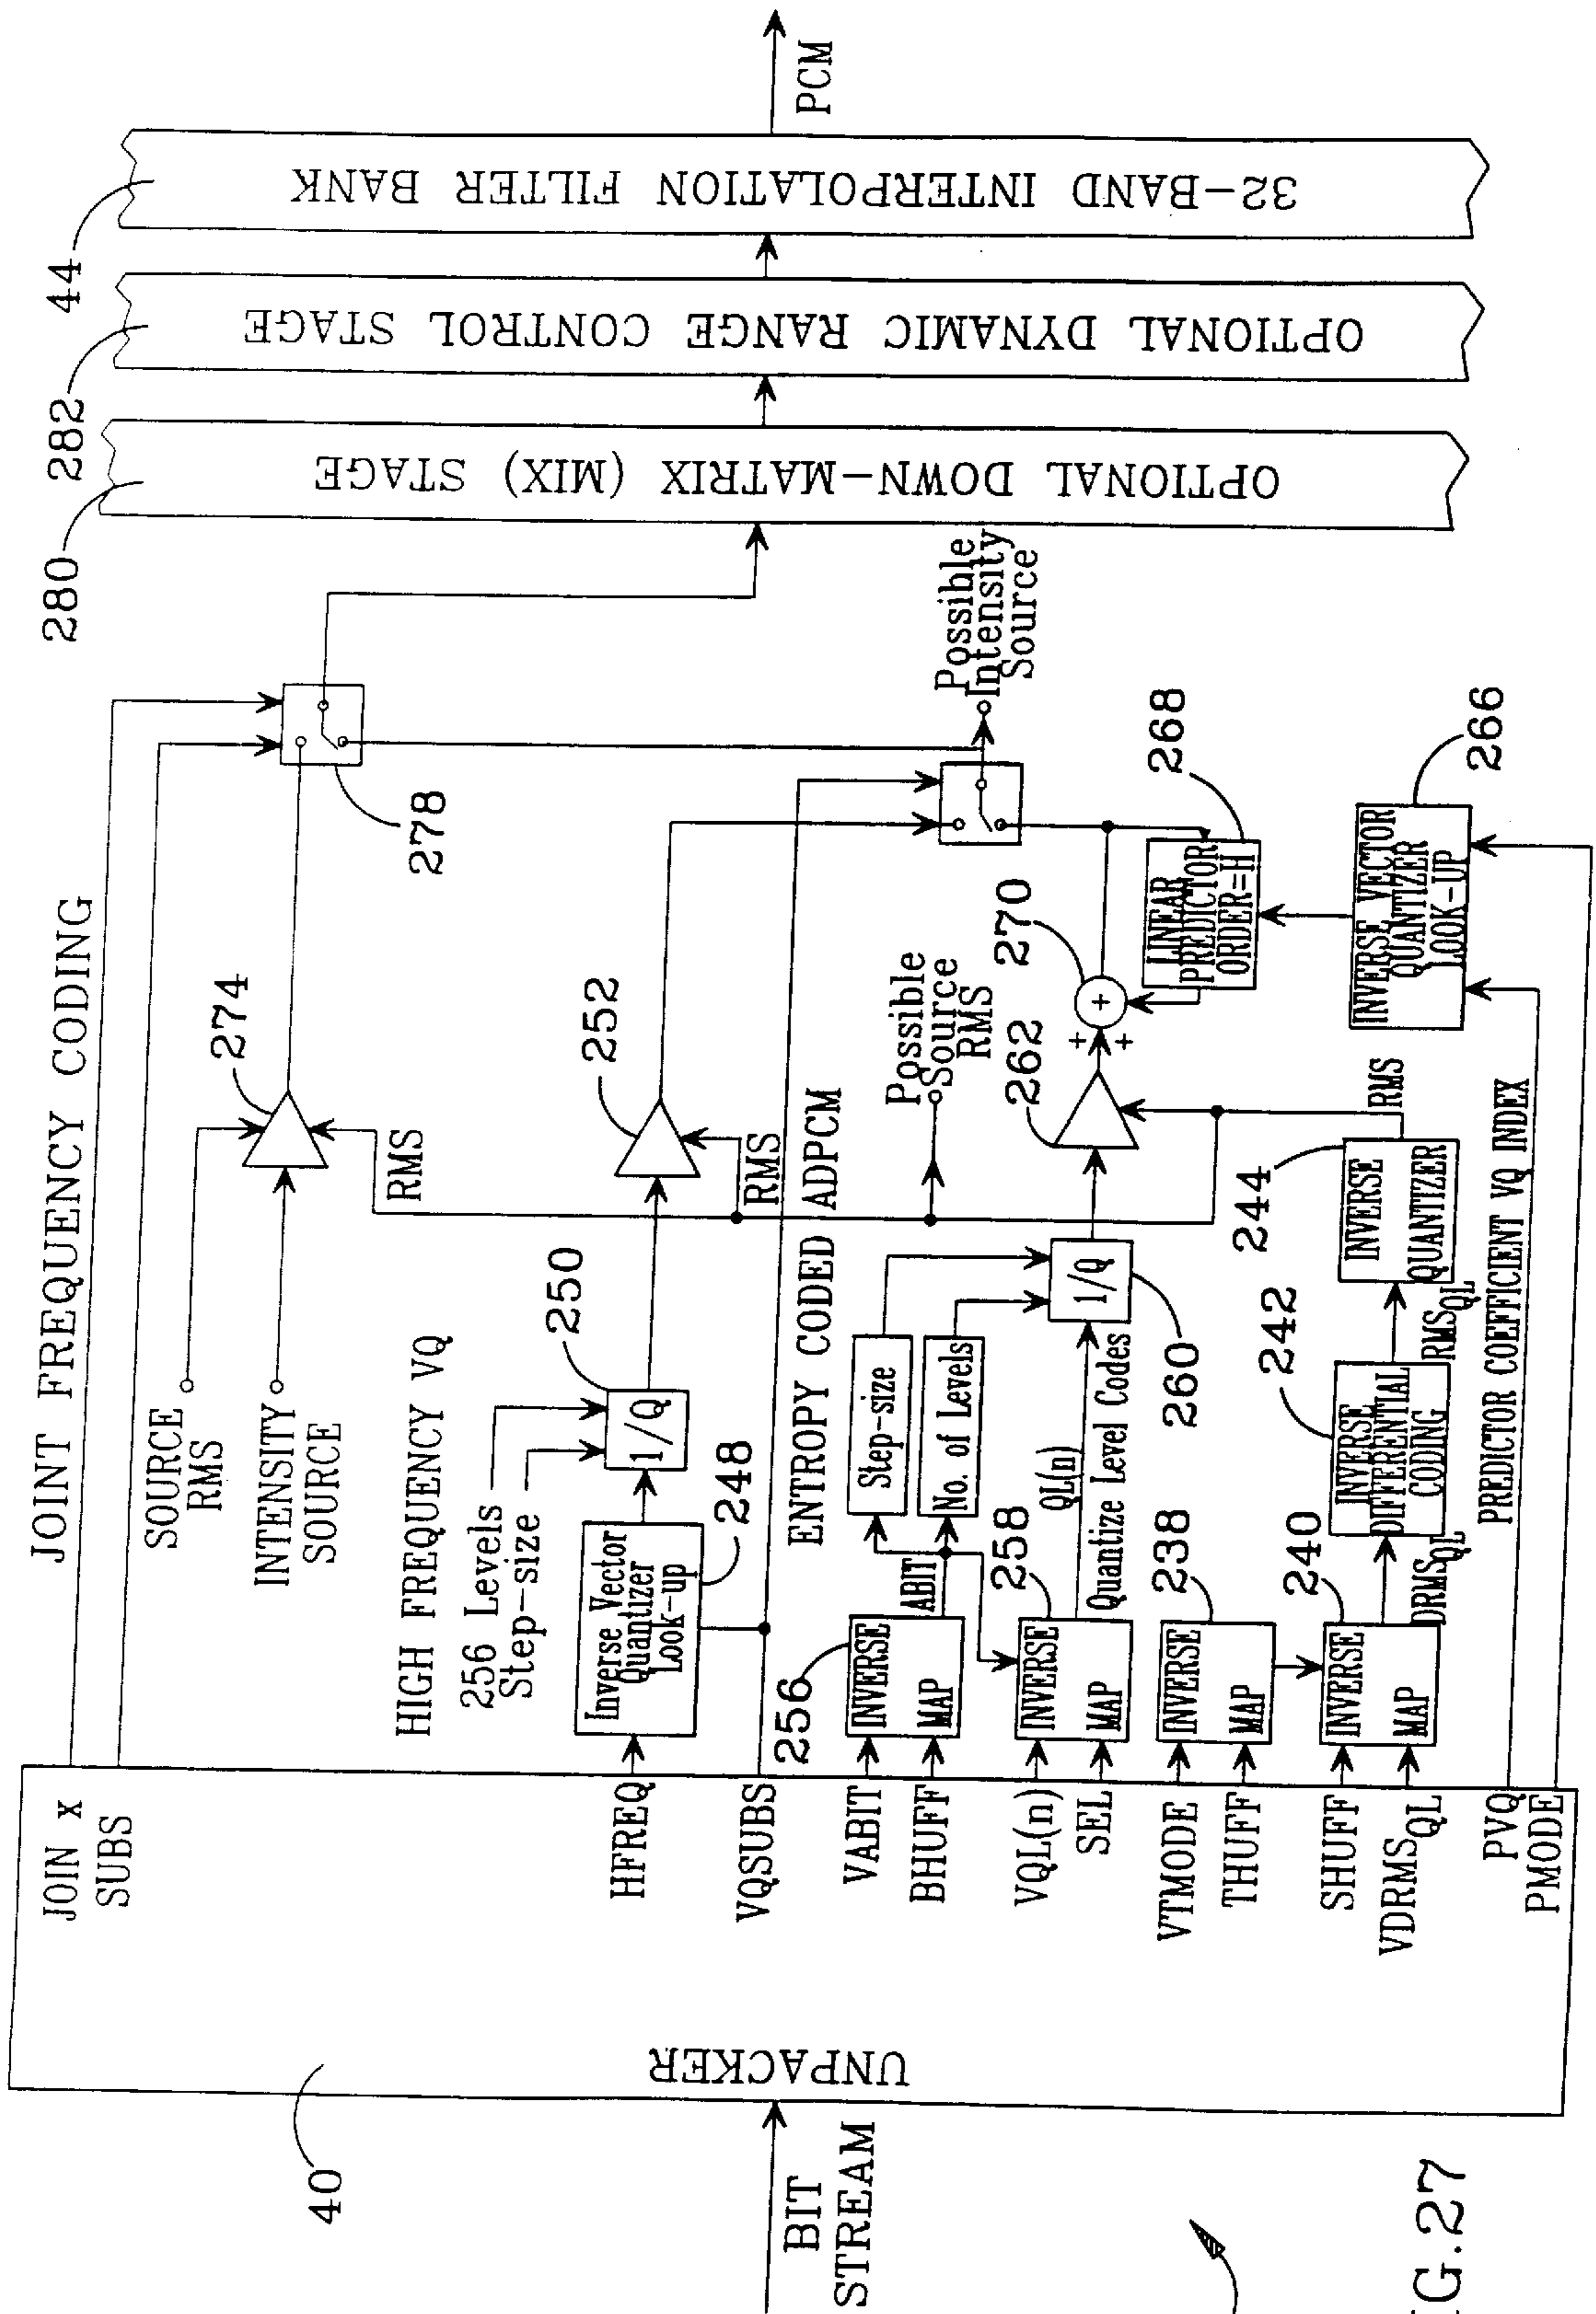 JOINT FREQUENCY CODING
JOIN x
SUBS
SOURCE
RMS
INTENSITY
SOURCE
274
RMS
278
HIGH FREQUENCY VQ
256 Levels
Step-size
HFREQ
VQSUBS
Inverse Vector
Quantizer
Look-up
248
1/Q
250
252
RMS
ENTROPY CODED ADPCM
VABIT
BHUFF
256
INVERSE
MAP
ABIT
Step-size
No. of Levels
VQL(n)
SEL
258
INVERSE
MAP
QL(n)
Quantize Level Codes
1/Q
260
Possible
Source
RMS
262
+
+
+
270
Possible
Intensity
Source
LINEAR
PREDICTOR
ORDER=H
268
VTMODE
THUFF
238
INVERSE
MAP
SHUFF
VDRMSQL
240
INVERSE
MAP
DRMSQL
242
INVERSE
DIFFERENTIAL
CODING
RMSQL
244
INVERSE
QUANTIZER
RMS
PVQ
PMODE
PREDICTOR COEFFICIENT VQ INDEX
INVERSE VECTOR
QUANTIZER
LOOK-UP
266
40
UNPACKER
BIT
STREAM
280
OPTIONAL DOWN-MATRIX (MIX) STAGE
282
OPTIONAL DYNAMIC RANGE CONTROL STAGE
44
32-BAND INTERPOLATION FILTER BANK
PCM
G.27